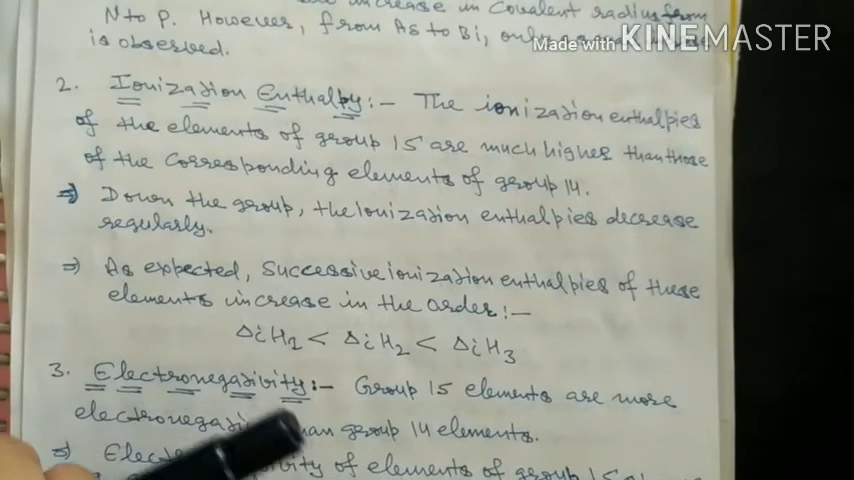 increase in Covalent radius from
N to P. However, from As to Bi, only
is observed.
Made with KINEMASTER
2. Ionization Enthalpy:- The ionization enthalpies
of the elements of group 15 are much higher than those
of the corresponding elements of group 14.
⇒ Down the group, the ionization enthalpies decrease
regularly.
⇒ As expected, successive ionization enthalpies of these
elements increase in the order:-
ΔiH1 < ΔiH2 < ΔiH3
3. Electronegativity:- Group 15 elements are more
than group 14 elements.
⇒ of elements of group 15